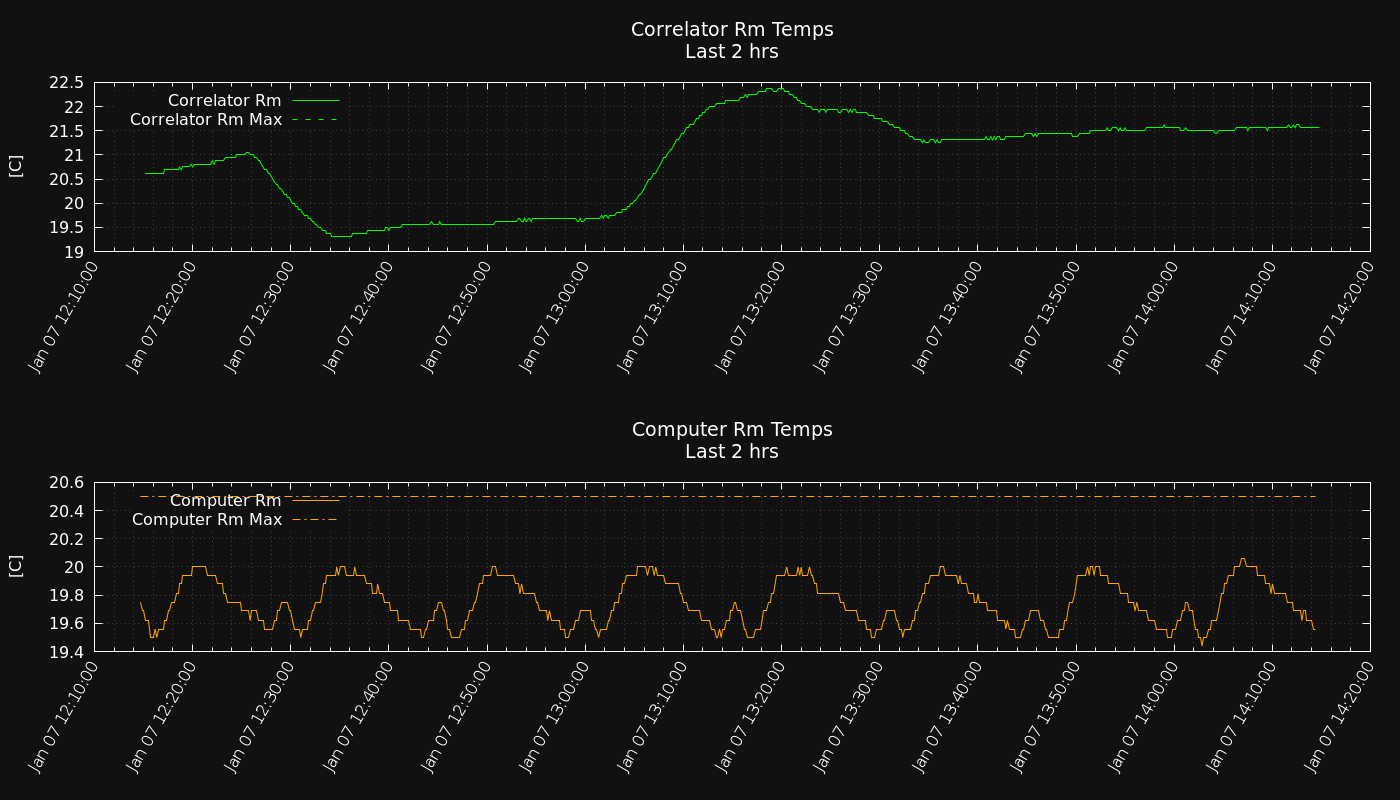 Correlator Rm Temps
Last 2 hrs
22.5
22
21.5
21
20.5
20
19.5
19
[C]
Correlator Rm
Correlator Rm Max
Jan 07 12:10:00
Jan 07 12:20:00
Jan 07 12:30:00
Jan 07 12:40:00
Jan 07 12:50:00
Jan 07 13:00:00
Jan 07 13:10:00
Jan 07 13:20:00
Jan 07 13:30:00
Jan 07 13:40:00
Jan 07 13:50:00
Jan 07 14:00:00
Jan 07 14:10:00
Jan 07 14:20:00
Computer Rm Temps
Last 2 hrs
20.6
20.4
20.2
20
19.8
19.6
19.4
[C]
Computer Rm
Computer Rm Max
Jan 07 12:10:00
Jan 07 12:20:00
Jan 07 12:30:00
Jan 07 12:40:00
Jan 07 12:50:00
Jan 07 13:00:00
Jan 07 13:10:00
Jan 07 13:20:00
Jan 07 13:30:00
Jan 07 13:40:00
Jan 07 13:50:00
Jan 07 14:00:00
Jan 07 14:10:00
Jan 07 14:20:00